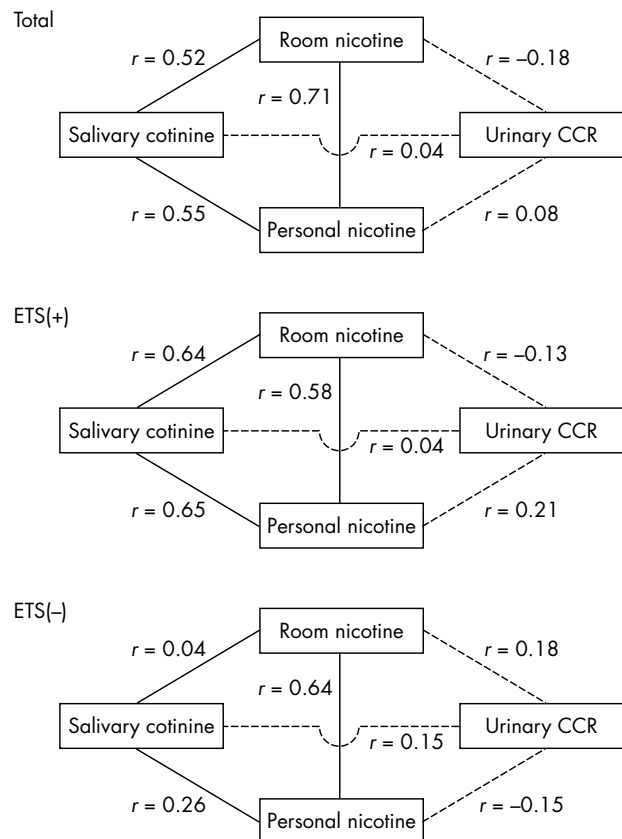 Total
Room nicotine
r = 0.52
r = –0.18
r = 0.71
Salivary cotinine
Urinary CCR
r = 0.04
r = 0.55
r = 0.08
Personal nicotine
ETS(+)
Room nicotine
r = 0.64
r = –0.13
r = 0.58
Salivary cotinine
Urinary CCR
r = 0.04
r = 0.65
r = 0.21
Personal nicotine
ETS(–)
Room nicotine
r = 0.04
r = 0.18
r = 0.64
Salivary cotinine
Urinary CCR
r = 0.15
r = 0.26
r = –0.15
Personal nicotine